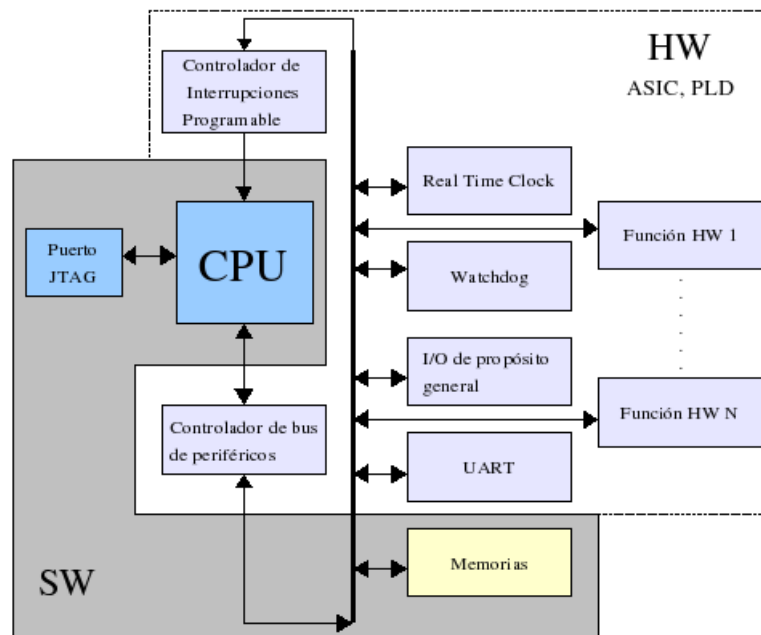 Controlador de
Interrupciones
Programable
HW
ASIC, PLD
Real Time Clock
Puerto
JTAG
CPU
Función HW 1
Watchdog
I/O de propósito
general
Controlador de bus
de periféricos
Función HW N
UART
SW
Memorias